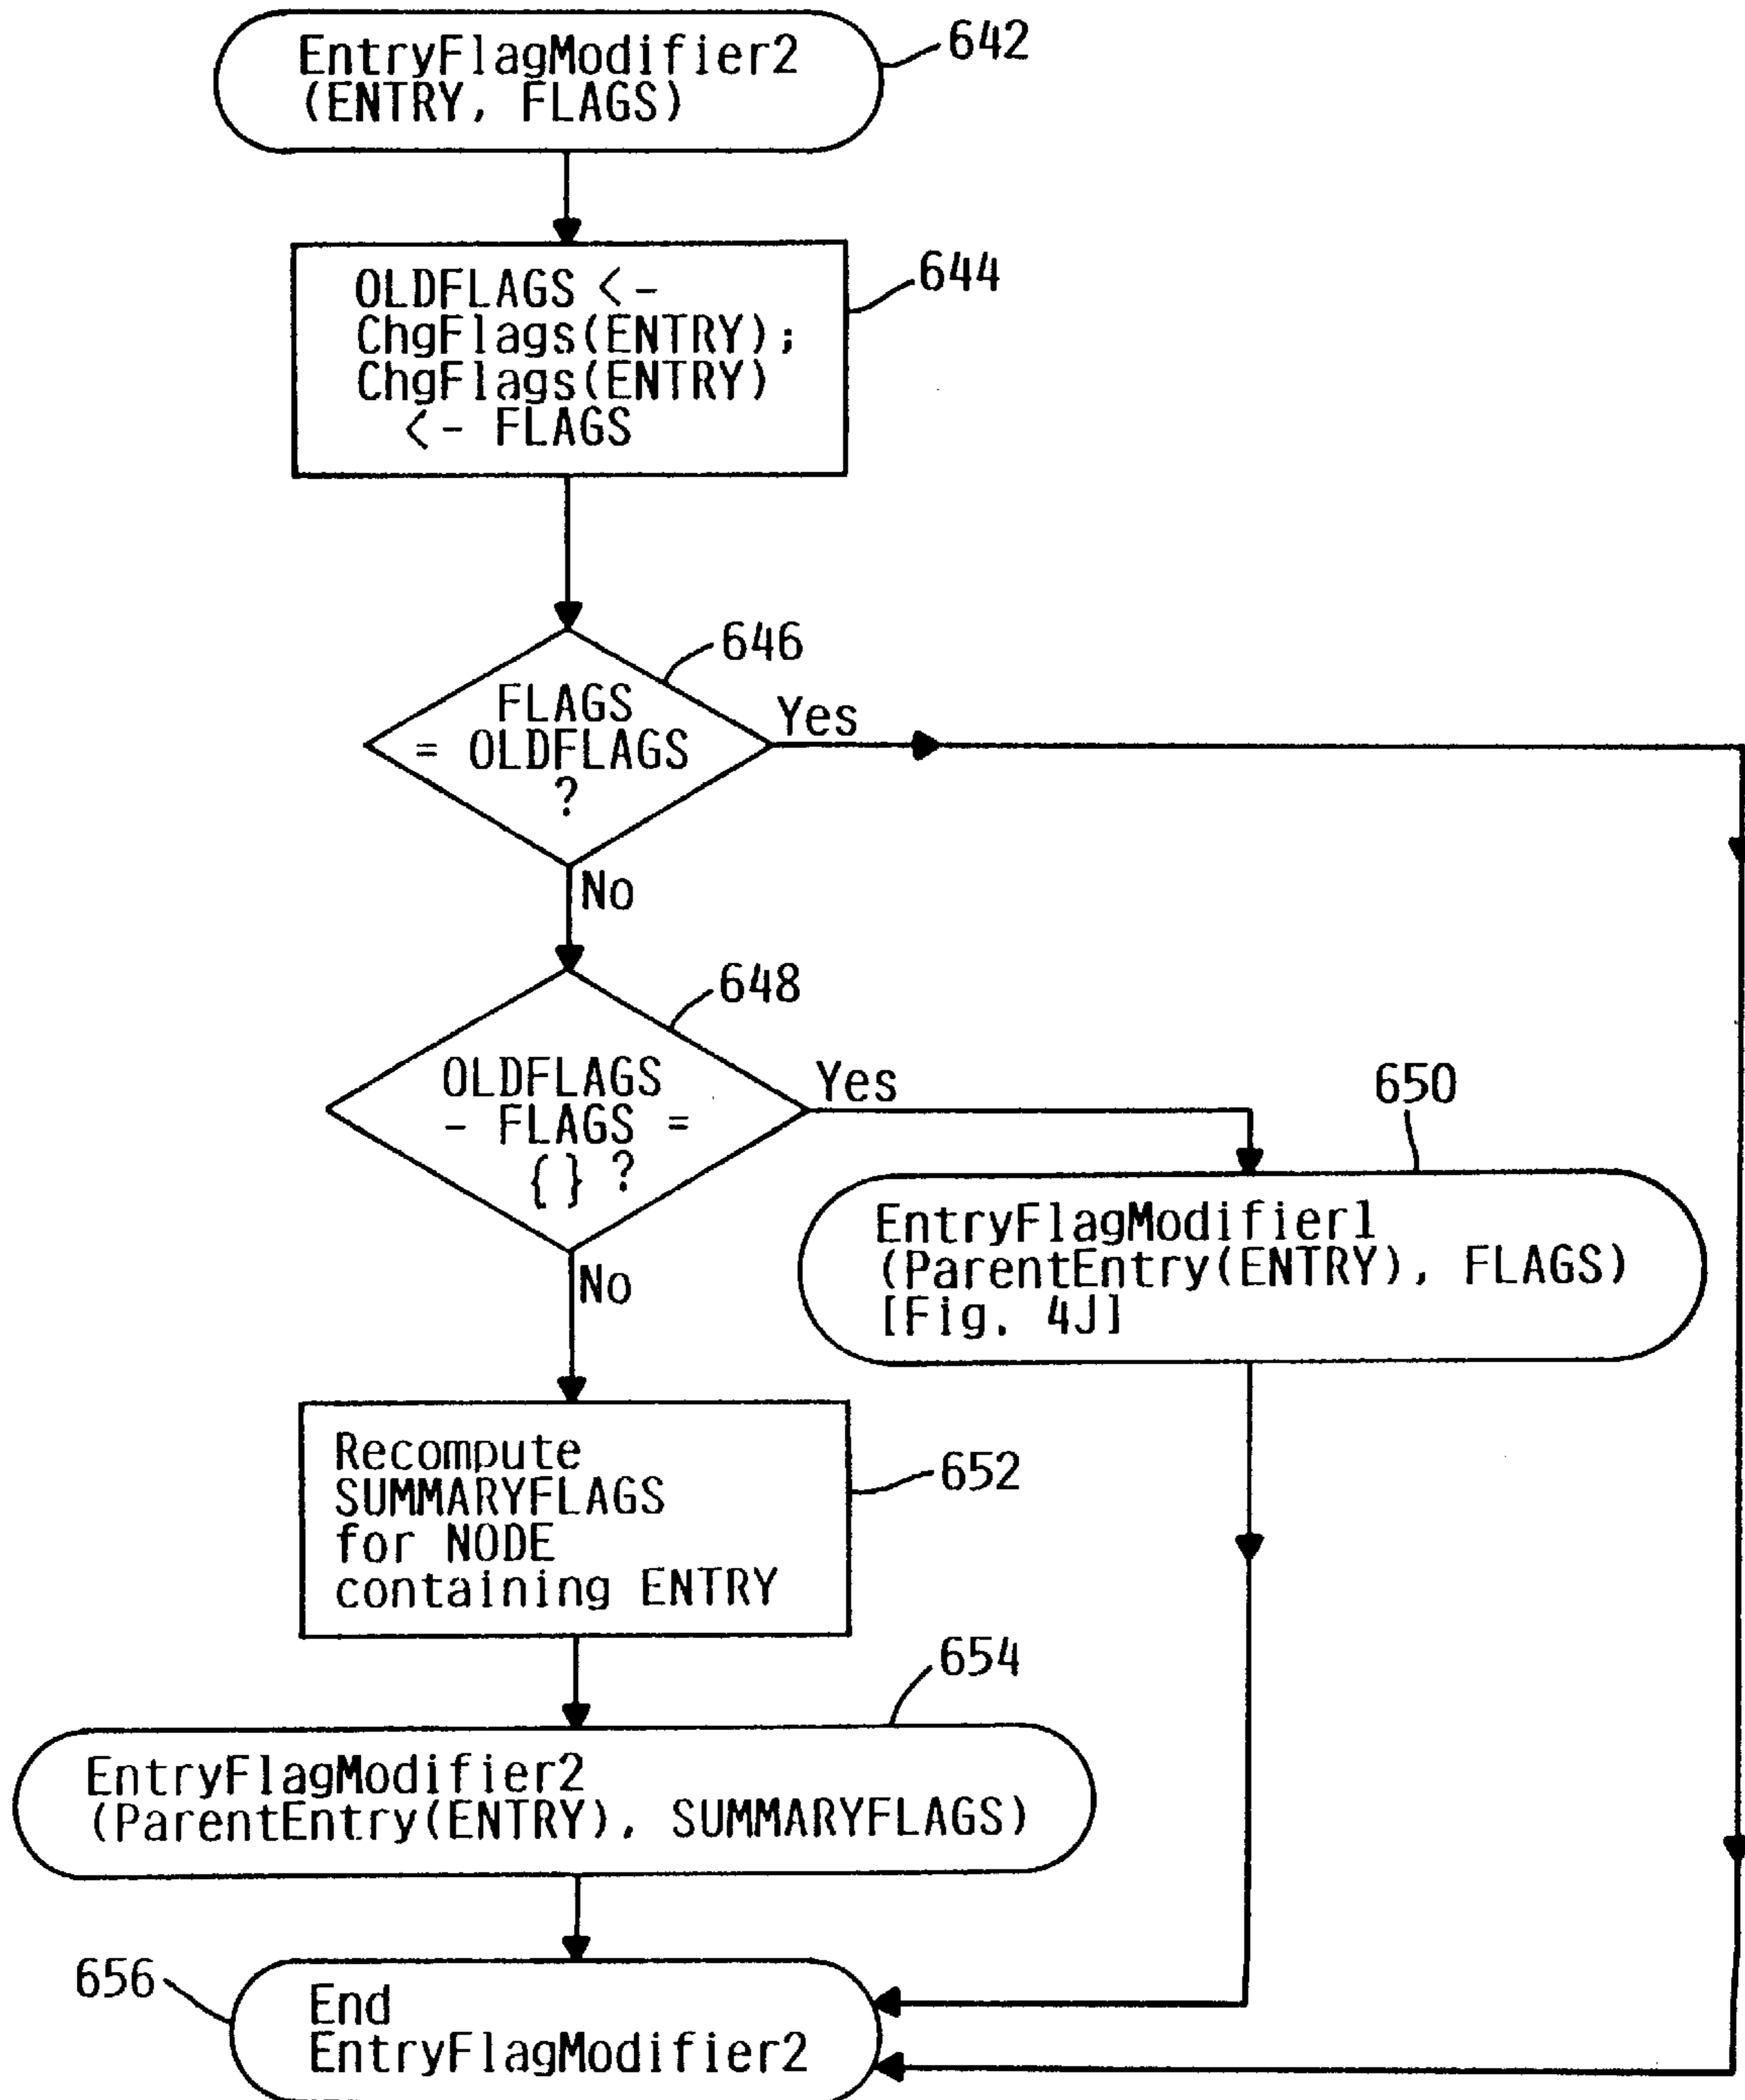 EntryFlagModifier2
(ENTRY, FLAGS)
642
OLDFLAGS <-
ChgFlags(ENTRY);
ChgFlags(ENTRY)
<- FLAGS
644
646
FLAGS
= OLDFLAGS
?
Yes
No
648
OLDFLAGS
- FLAGS =
{} ?
Yes
650
EntryFlagModifier1
(ParentEntry(ENTRY), FLAGS)
[Fig. 4J]
No
Recompute
SUMMARYFLAGS
for NODE
containing ENTRY
652
654
EntryFlagModifier2
(ParentEntry(ENTRY), SUMMARYFLAGS)
656
End
EntryFlagModifier2